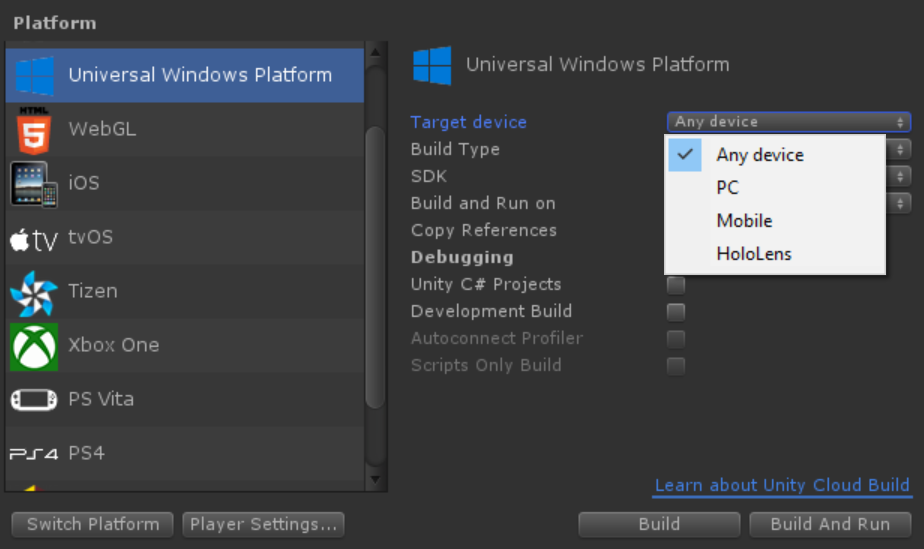 Platform
Universal Windows Platform
HTML
5
WebGL
iOS
tv tvOS
Tizen
Xbox One
PS Vita
PS4 PS4
Universal Windows Platform
Target device Any device
Build Type
SDK
Build and Run on
Copy References
Debugging
Unity C# Projects
Development Build
Autoconnect Profiler
Scripts Only Build
Any device
PC
Mobile
HoloLens
Learn about Unity Cloud Build
Switch Platform Player Settings... Build Build And Run